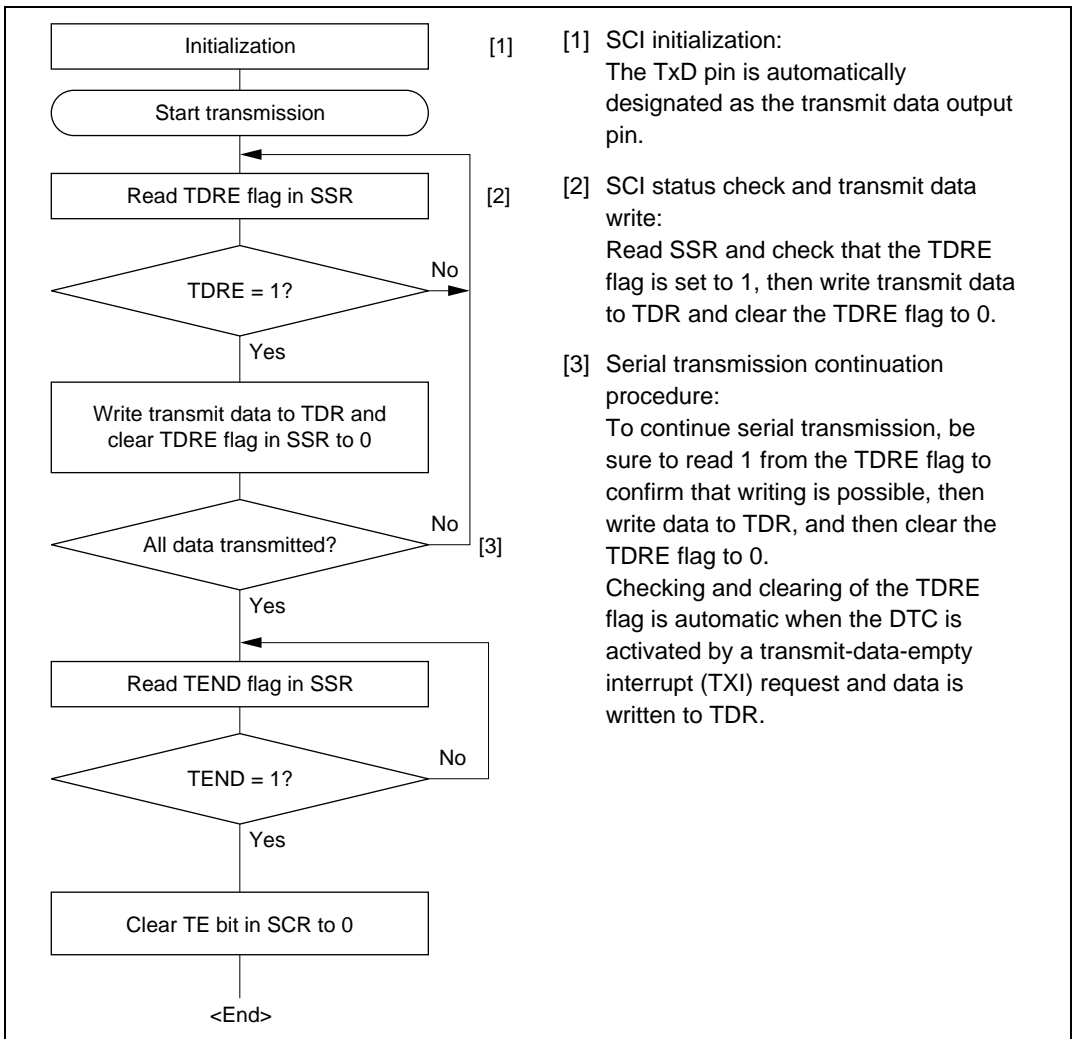 Initialization
[1]
Start transmission
Read TDRE flag in SSR
[2]
TDRE = 1?
No
Yes
Write transmit data to TDR and
clear TDRE flag in SSR to 0
All data transmitted?
No
[3]
Yes
Read TEND flag in SSR
TEND = 1?
No
Yes
Clear TE bit in SCR to 0
<End>
[1] SCI initialization:
The TxD pin is automatically
designated as the transmit data output
pin.
[2] SCI status check and transmit data
write:
Read SSR and check that the TDRE
flag is set to 1, then write transmit data
to TDR and clear the TDRE flag to 0.
[3] Serial transmission continuation
procedure:
To continue serial transmission, be
sure to read 1 from the TDRE flag to
confirm that writing is possible, then
write data to TDR, and then clear the
TDRE flag to 0.
Checking and clearing of the TDRE
flag is automatic when the DTC is
activated by a transmit-data-empty
interrupt (TXI) request and data is
written to TDR.